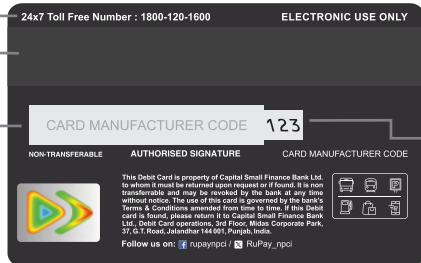 24x7 Toll Free Number : 1800-120-1600 ELECTRONIC USE ONLY
CARD MANUFACTURER CODE 123
NON-TRANSFERABLE AUTHORISED SIGNATURE CARD MANUFACTURER CODE
This Debit Card is property of Capital Small Finance Bank Ltd.
to whom it must be returned upon request or if found. It is non
transferable and may be revoked by the bank at any time
without notice. The use of this card is governed by the bank's
Terms & Conditions amended from time to time. If this Debit
card is found, please return it to Capital Small Finance Bank
Ltd., Debit Card operations, 3rd Floor, Midas Corporate Park,
37, G.T. Road, Jalandhar 144 001, Punjab, India.
Follow us on: rupaynpci / RuPay_npci